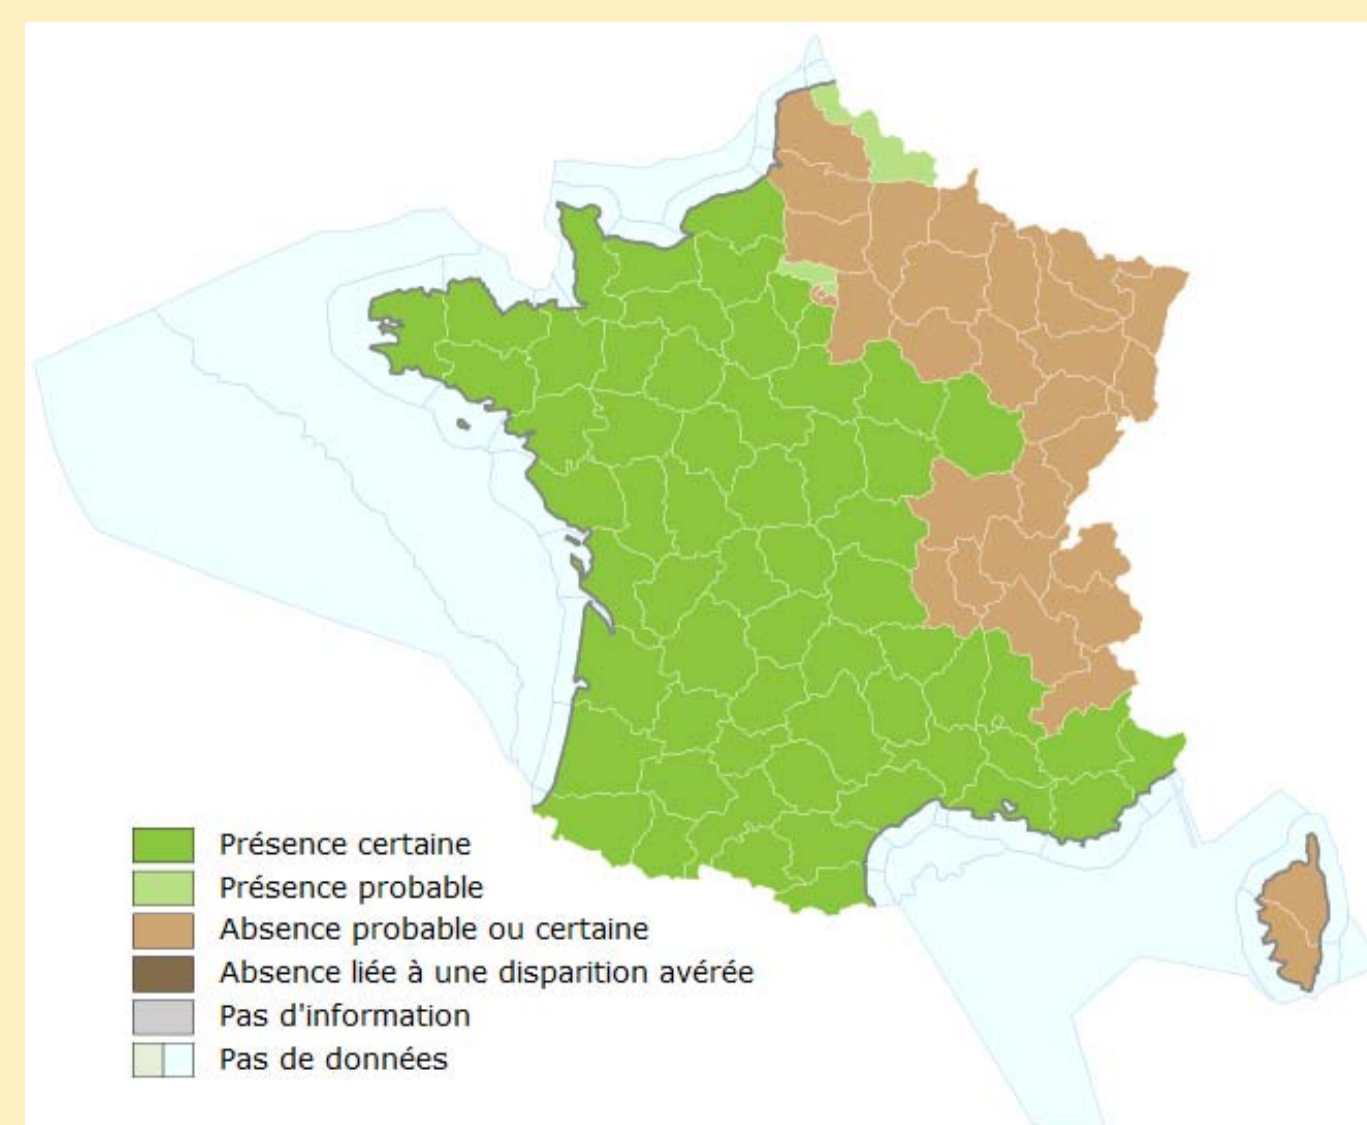 Présence certaine
Présence probable
Absence probable ou certaine
Absence liée à une disparition avérée
Pas d'information
Pas de données